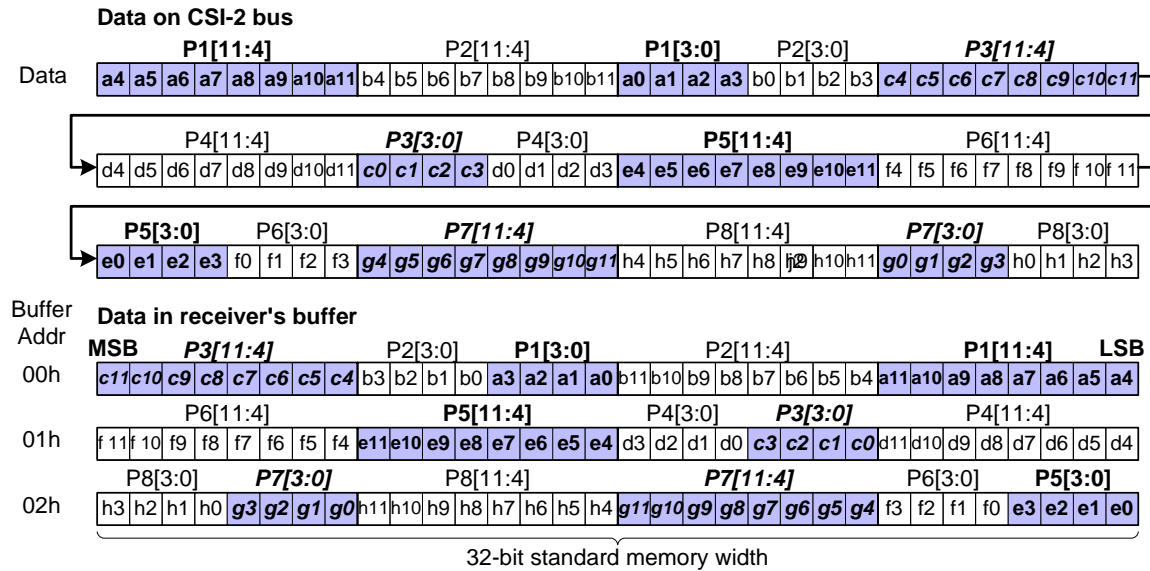 Data on CSI-2 bus
P1[11:4] P2[11:4] P1[3:0] P2[3:0] P3[11:4]
Data a4 a5 a6 a7 a8 a9 a10 a11 b4 b5 b6 b7 b8 b9 b10 b11 a0 a1 a2 a3 b0 b1 b2 b3 c4 c5 c6 c7 c8 c9 c10 c11
P4[11:4] P3[3:0] P4[3:0] P5[11:4] P6[11:4]
d4 d5 d6 d7 d8 d9 d10 d11 c0 c1 c2 c3 d0 d1 d2 d3 e4 e5 e6 e7 e8 e9 e10 e11 f4 f5 f6 f7 f8 f9 f 10 f 11
P5[3:0] P6[3:0] P7[11:4] P8[11:4] P7[3:0] P8[3:0]
e0 e1 e2 e3 f0 f1 f2 f3 g4 g5 g6 g7 g8 g9 g10 g11 h4 h5 h6 h7 h8 h10 h11 g0 g1 g2 g3 h0 h1 h2 h3
Buffer Addr
Data in receiver's buffer
MSB P3[11:4] P2[3:0] P1[3:0] P2[11:4] P1[11:4] LSB
00h c11 c10 c9 c8 c7 c6 c5 c4 b3 b2 b1 b0 a3 a2 a1 a0 b11 b10 b9 b8 b7 b6 b5 b4 a11 a10 a9 a8 a7 a6 a5 a4
P6[11:4] P5[11:4] P4[3:0] P3[3:0] P4[11:4]
01h f 11 f 10 f9 f8 f7 f6 f5 f4 e11 e10 e9 e8 e7 e6 e5 e4 d3 d2 d1 d0 c3 c2 c1 c0 d11 d10 d9 d8 d7 d6 d5 d4
P8[3:0] P7[3:0] P8[11:4] P7[11:4] P6[3:0] P5[3:0]
02h h3 h2 h1 h0 g3 g2 g1 g0 h11 h10 h9 h8 h7 h6 h5 h4 g11 g10 g9 g8 g7 g6 g5 g4 f3 f2 f1 f0 e3 e2 e1 e0
32-bit standard memory width